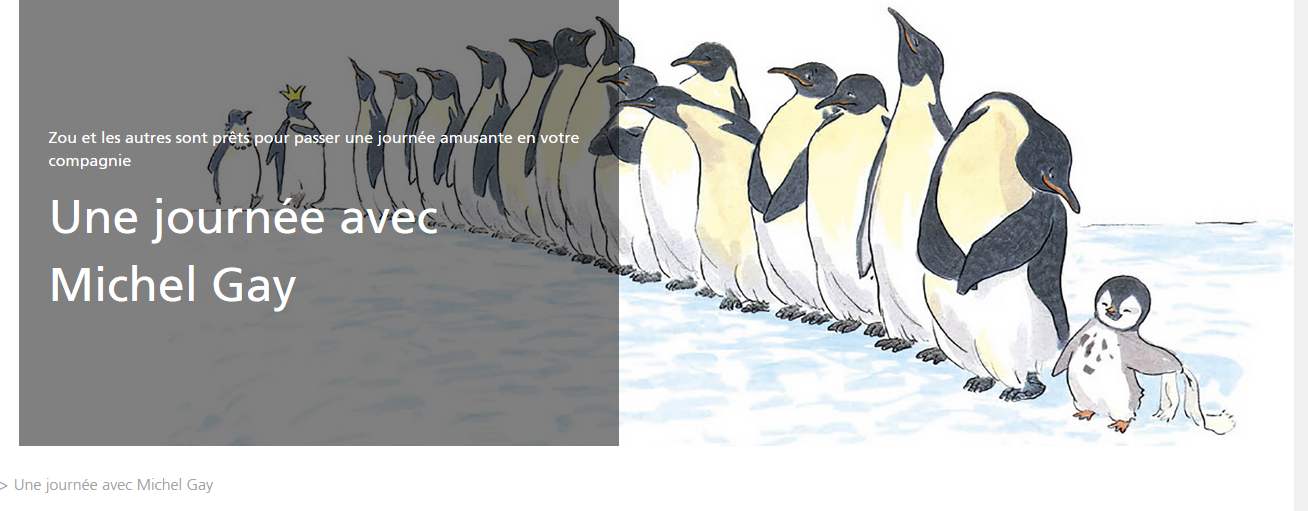 Zou et les autres sont prêts pour passer une journée amusante en votre
compagnie
Une journée avec
Michel Gay
> Une journée avec Michel Gay